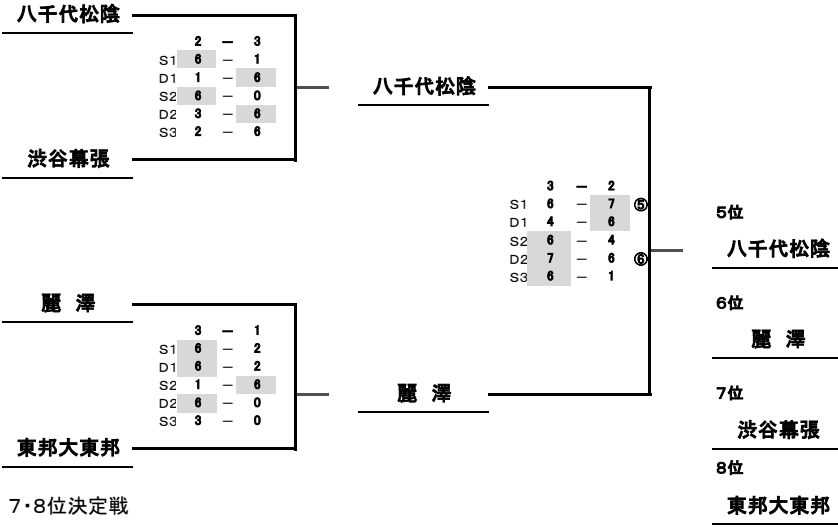 八千代松陰
2 － 3
S1 6 － 1
D1 1 － 6
S2 6 － 0
D2 3 － 6
S3 2 － 6
渋谷幕張
八千代松陰
3 － 2
S1 6 － 7 ⑤
D1 4 － 6
S2 6 － 4
D2 7 － 6 ⑥
S3 6 － 1
麗 澤
3 － 1
S1 6 － 2
D1 6 － 2
S2 1 － 6
D2 6 － 0
S3 3 － 0
東邦大東邦
麗 澤
5位
八千代松陰
6位
麗 澤
7位
渋谷幕張
8位
東邦大東邦
７・８位決定戦